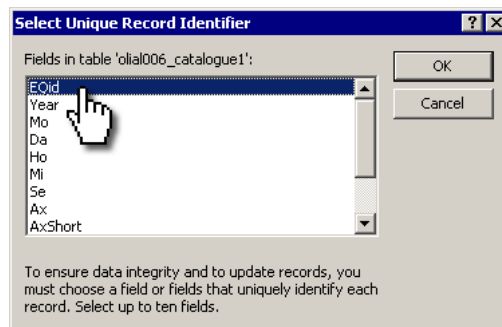 Select Unique Record Identifier
Fields in table 'olial006_catalogue1':
OK
Cancel
EQid
Year
Mo
Da
Ho
Mi
Se
Ax
AxShort
To ensure data integrity and to update records, you
must choose a field or fields that uniquely identify each
record. Select up to ten fields.